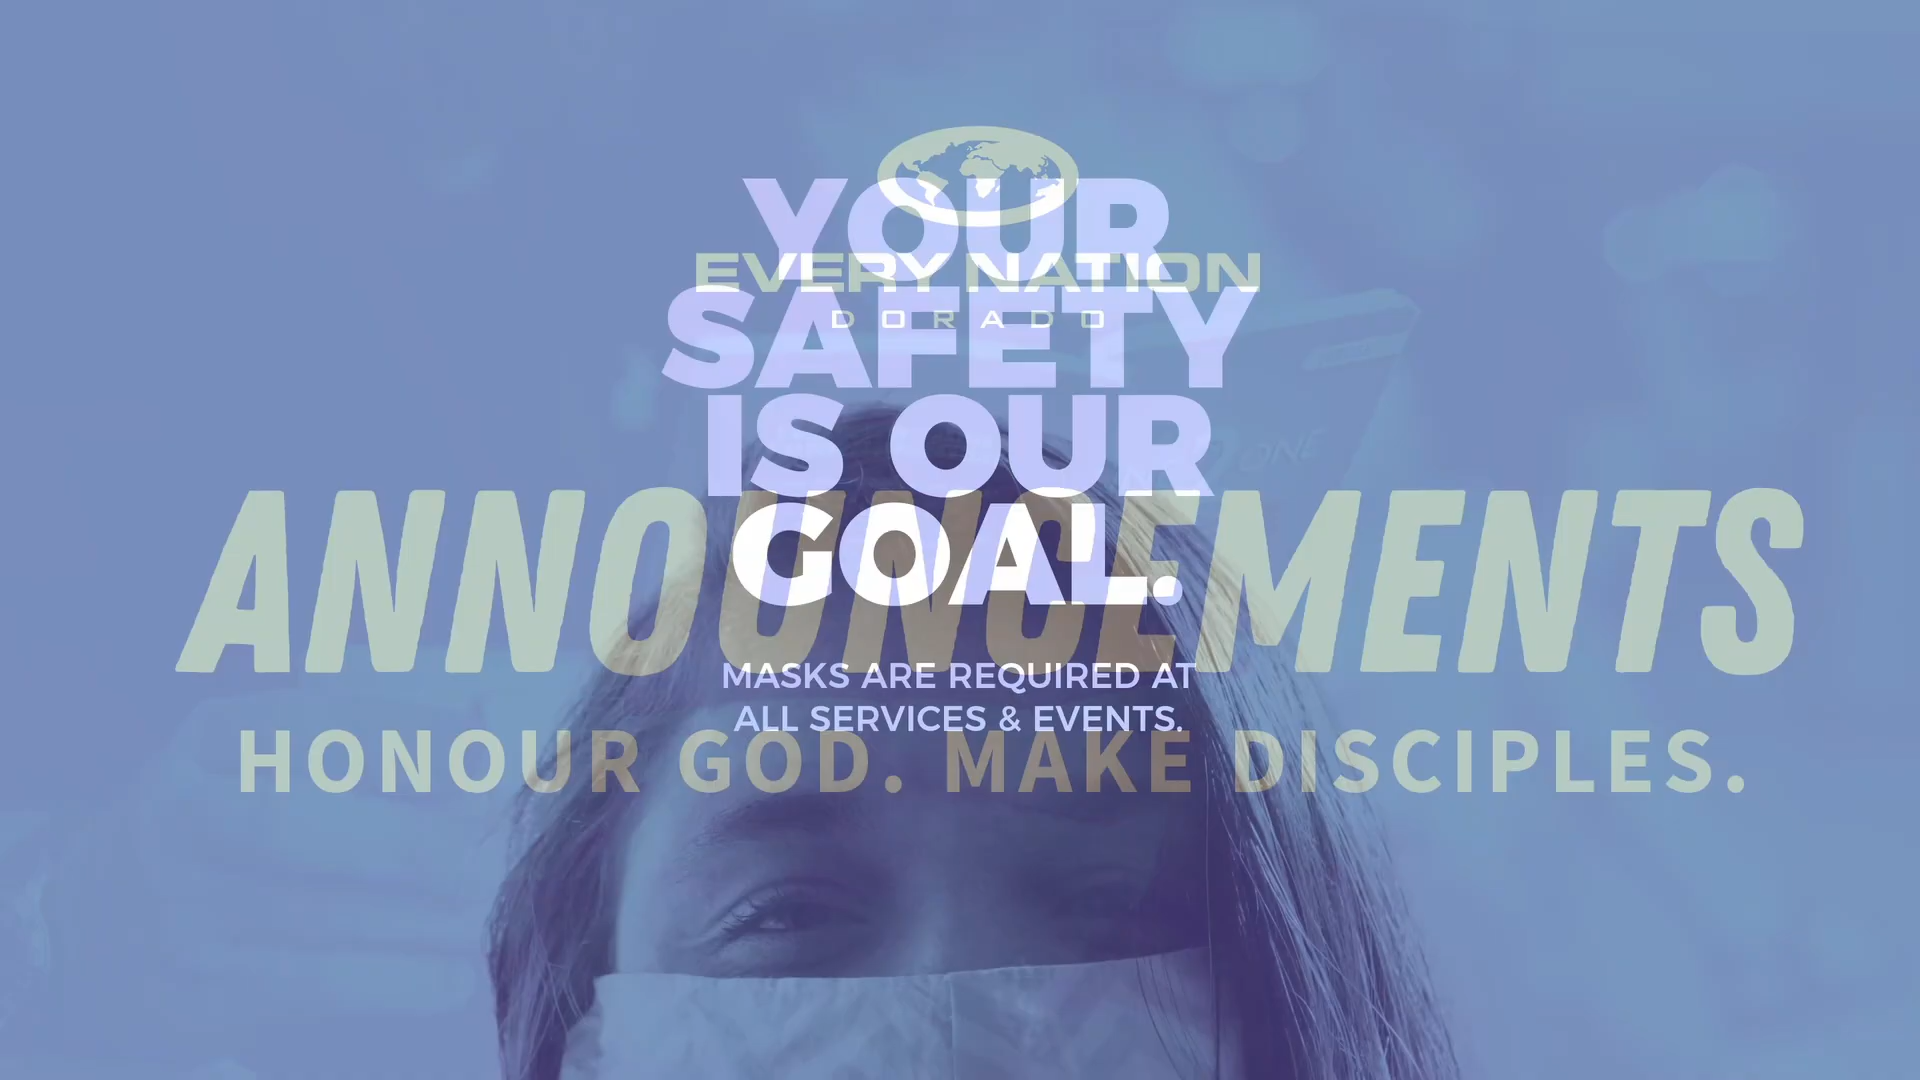 YOUR
SAFETY
IS OUR
GOAL.
MASKS ARE REQUIRED AT
ALL SERVICES & EVENTS.
EVERY NATION
DORADO
ANNOUNCEMENTS
HONOUR GOD. MAKE DISCIPLES.
ONE